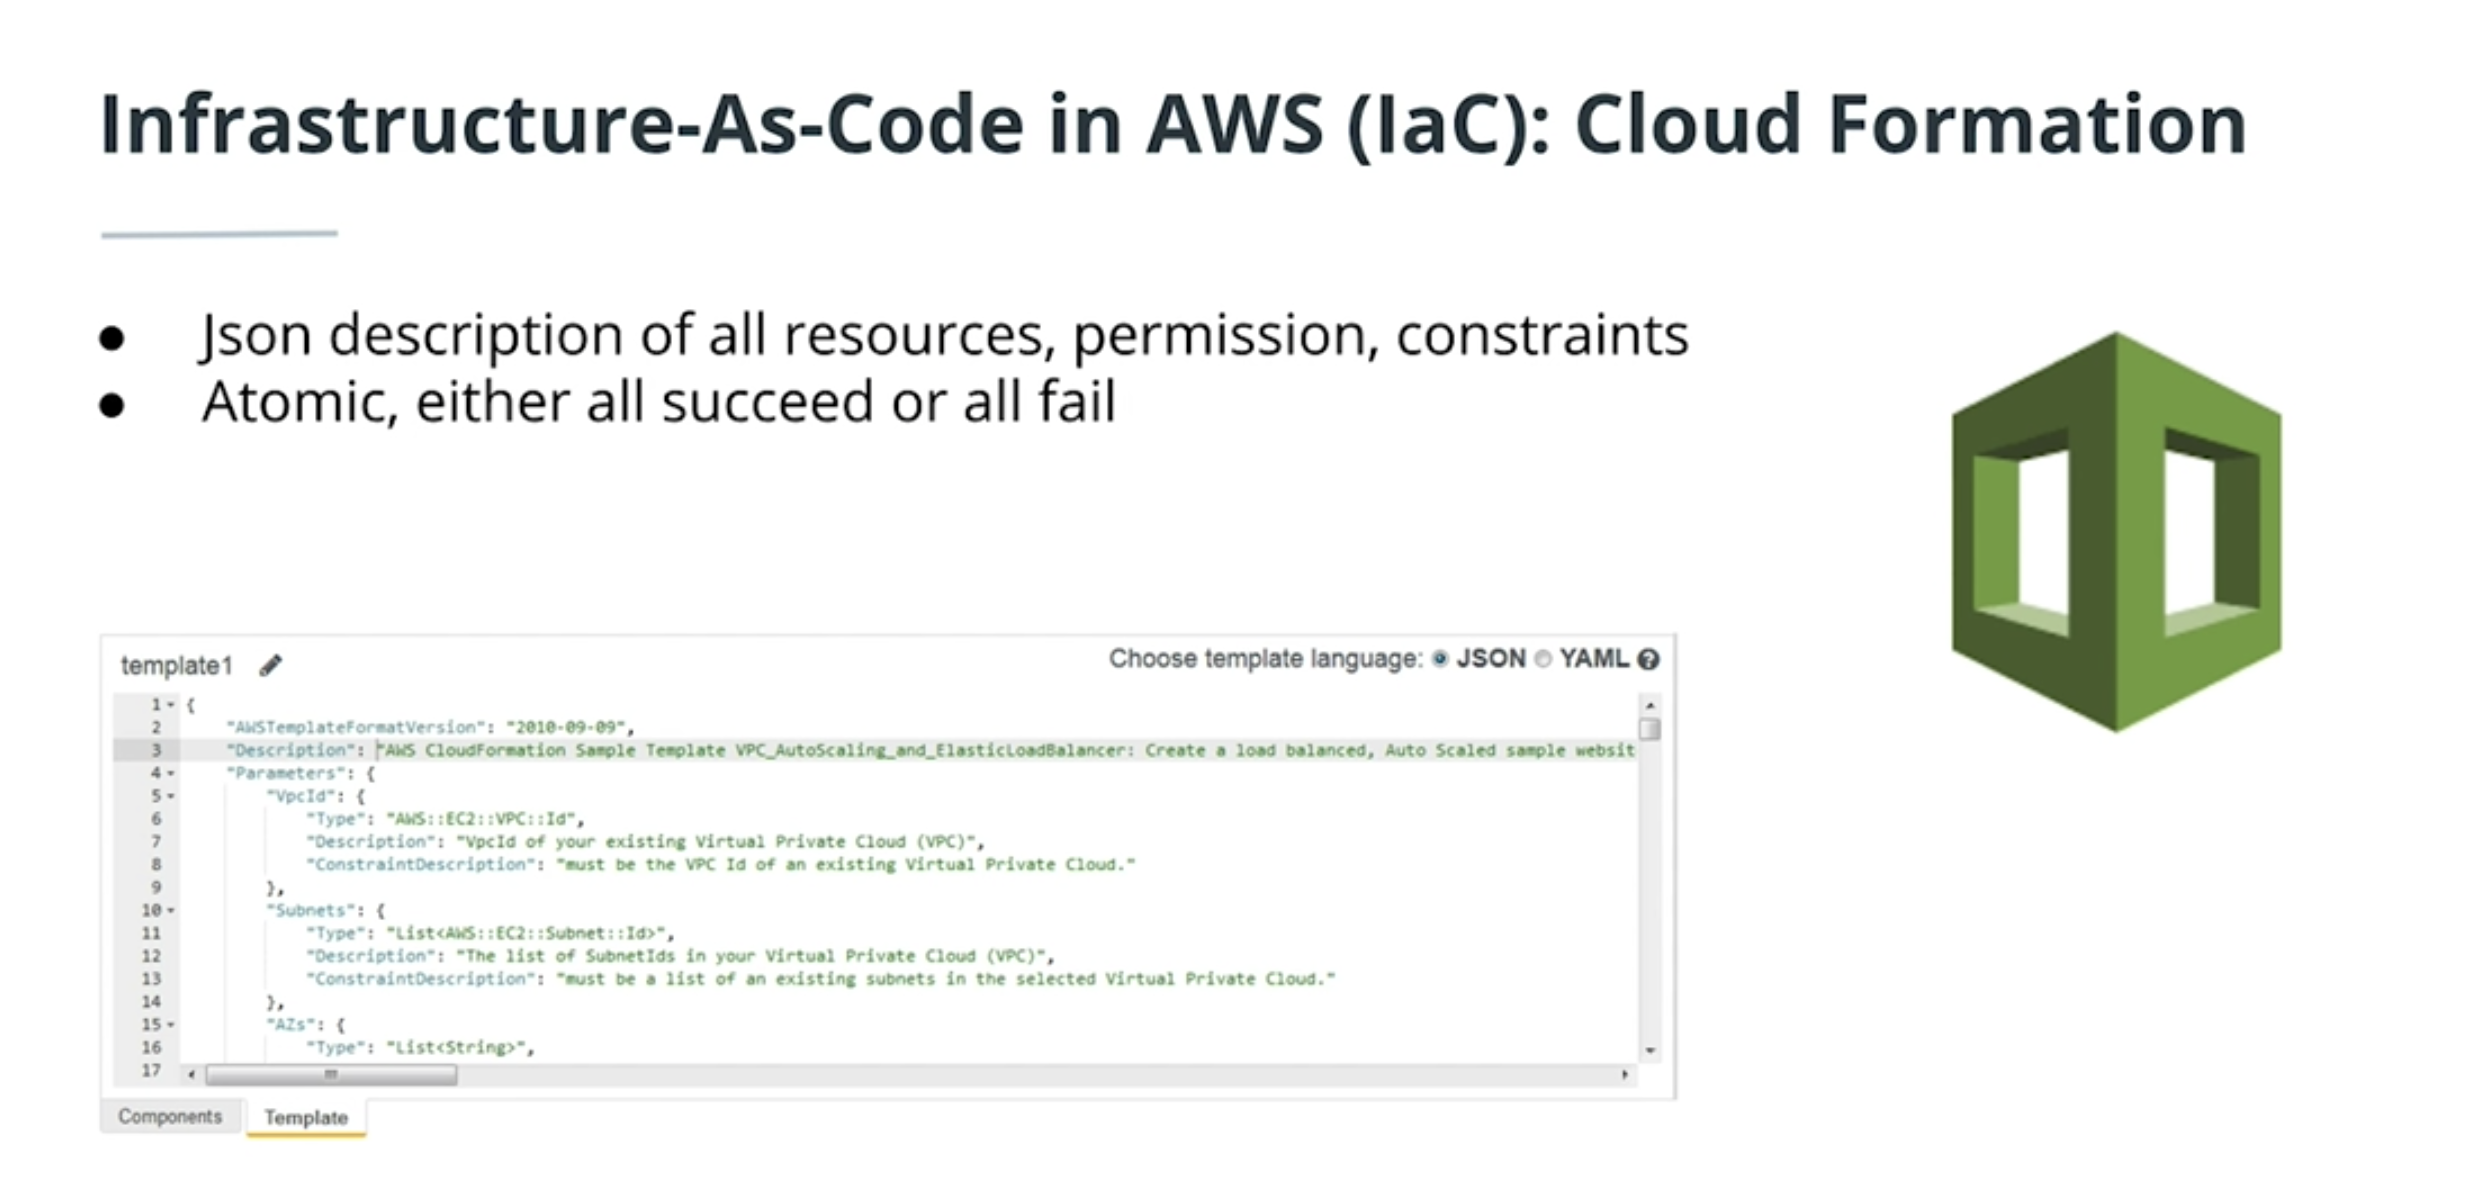 Infrastructure-As-Code in AWS (IaC): Cloud Formation
● Json description of all resources, permission, constraints
● Atomic, either all succeed or all fail
template1
Choose template language: JSON YAML
1 {
2 "AWSTemplateFormatVersion": "2010-09-09",
3 "Description": "AWS CloudFormation Sample Template VPC_AutoScaling_and_ElasticLoadBalancer: Create a load balanced, Auto Scaled sample websit
4 "Parameters": {
5 "VpcId": {
6 "Type": "AWS::EC2::VPC::Id",
7 "Description": "VpcId of your existing Virtual Private Cloud (VPC)",
8 "ConstraintDescription": "must be the VPC Id of an existing Virtual Private Cloud."
9 },
10 "Subnets": {
11 "Type": "List<AWS::EC2::Subnet::Id>",
12 "Description": "The list of SubnetIds in your Virtual Private Cloud (VPC)",
13 "ConstraintDescription": "must be a list of an existing subnets in the selected Virtual Private Cloud."
14 },
15 "AZs": {
16 "Type": "List<String>",
17
Components Template